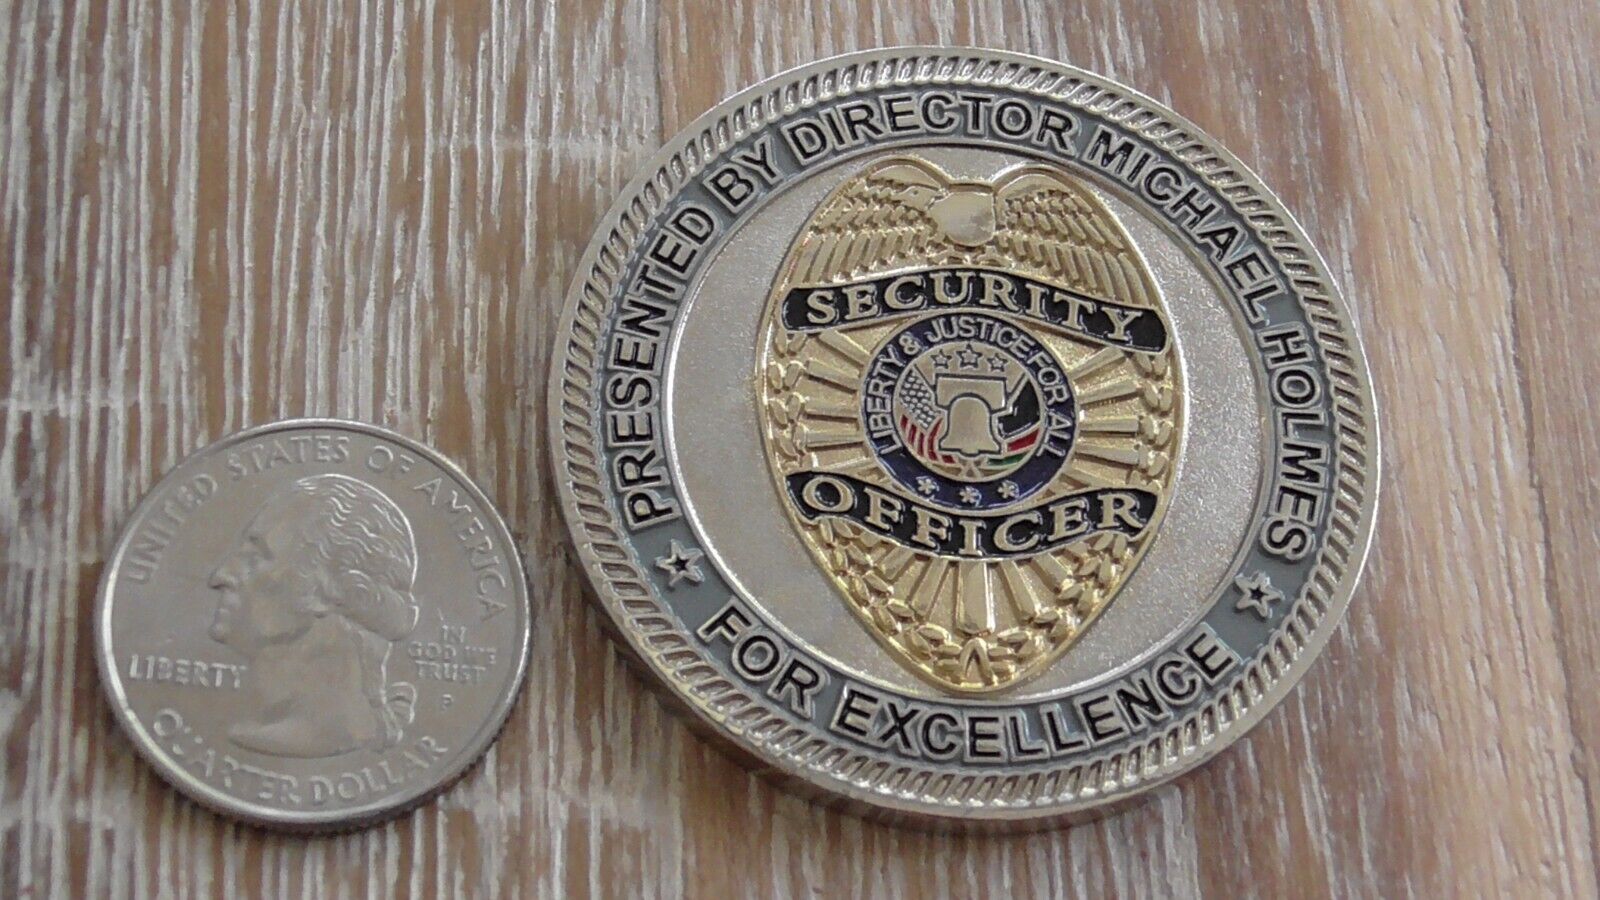 UNITED STATES OF AMERICA
LIBERTY
IN
GOD WE
TRUST
P
QUARTER DOLLAR
PRESENTED BY DIRECTOR MICHAEL HOLMES
SECURITY
LIBERTY & JUSTICE FOR ALL
OFFICER
FOR EXCELLENCE